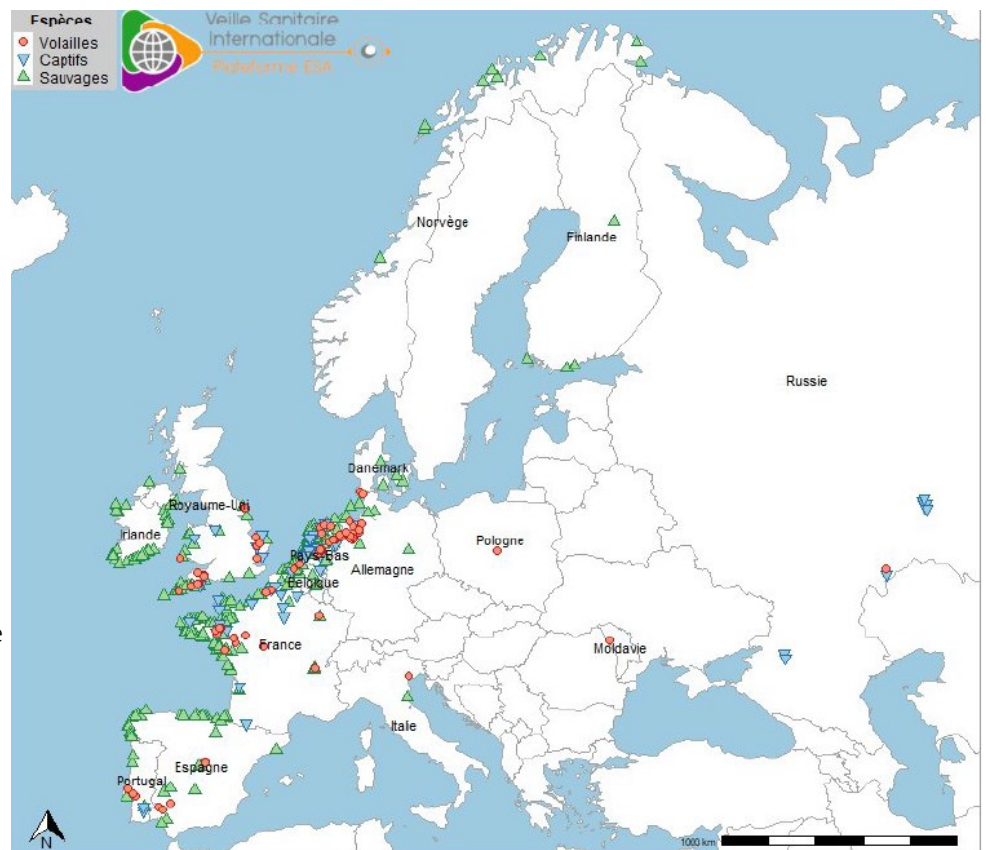 Espèces
Volailles
Captifs
Sauvages
Veille Sanitaire
Internationale
Plateforme ESA
Norvège
Finlande
Russie
Danemark
Royaume-Uni
Irlande
Pays-Bas
Pologne
Belgique
Allemagne
France
Moldavie
Italie
Espagne
Portugal
N
1000 km
e